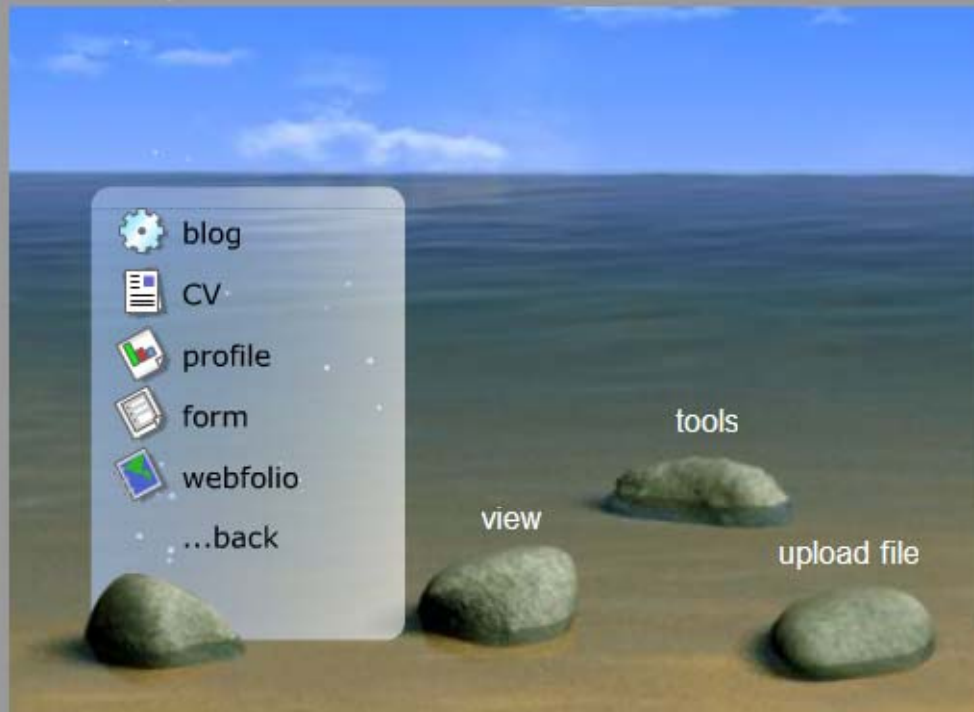 blog
CV
profile
form
webfolio
...back
tools
view
upload file